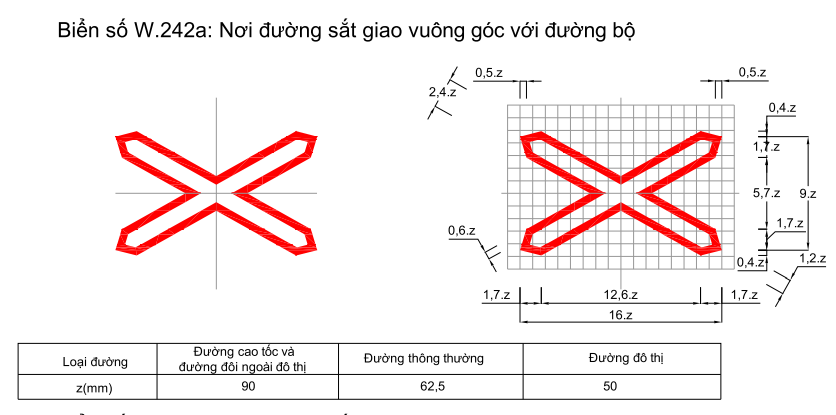 Biển số W.242a: Nơi đường sắt giao vuông góc với đường bộ
0,5.z
0,5.z
2,4.z
0,4.z
1,7.z
5,7.z
9.z
1,7.z
0,6.z
0,4.z
1,2.z
1,7.z
12,6.z
1,7.z
16.z
Loại đường
Đường cao tốc và
đường đôi ngoài đô thị
Đường thông thường
Đường đô thị
z(mm)
90
62,5
50